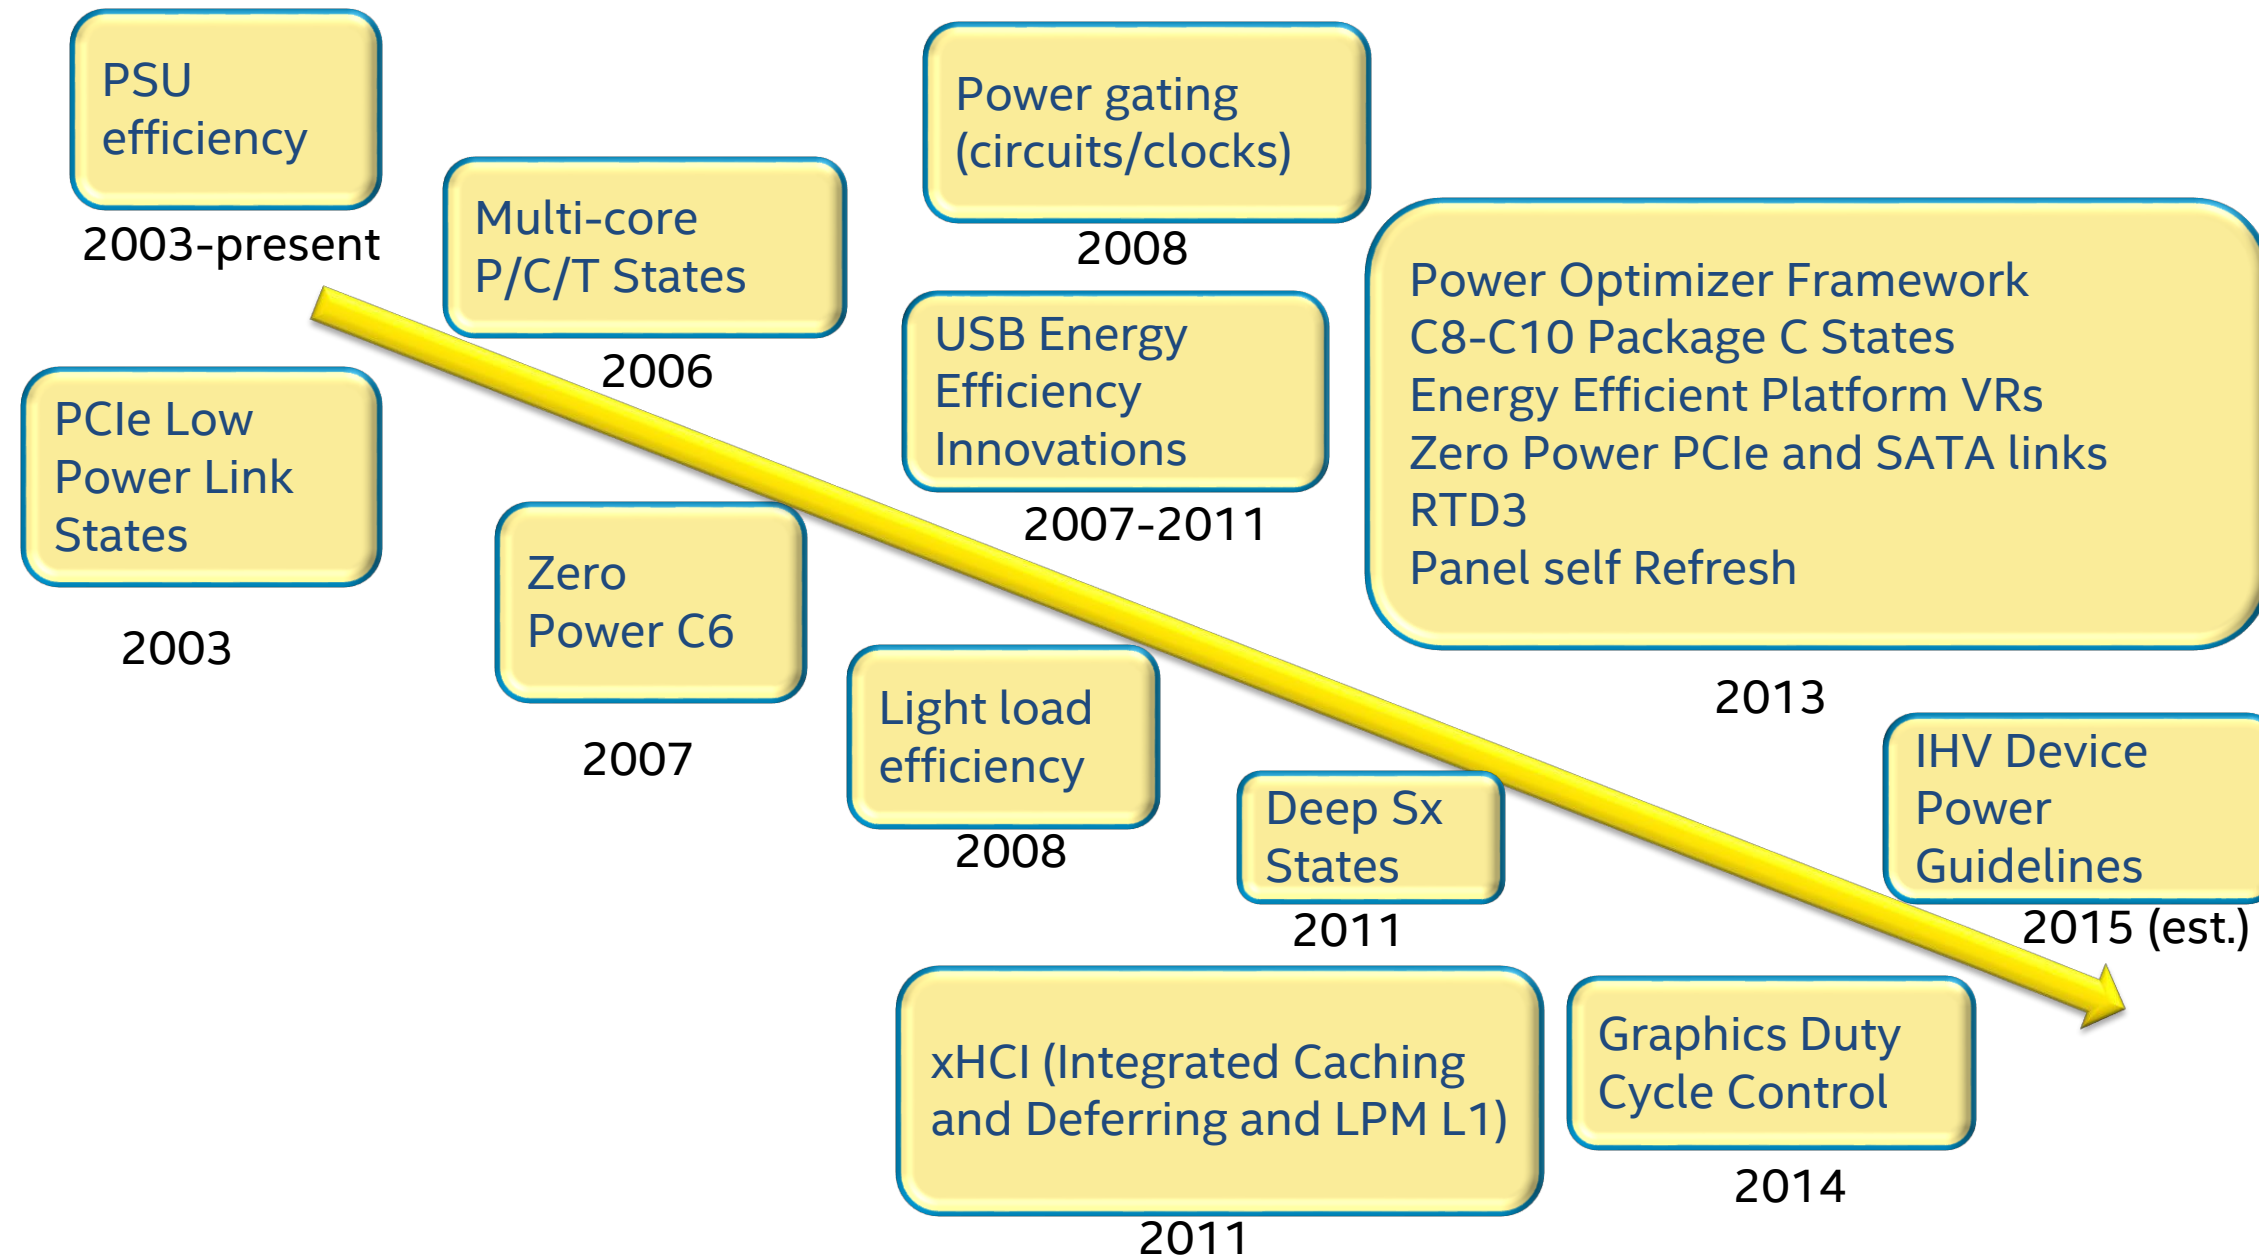 PSU
efficiency
2003-present
PCIe Low
Power Link
States
2003
Multi-core
P/C/T States
2006
Zero
Power C6
2007
Power gating
(circuits/clocks)
2008
USB Energy
Efficiency
Innovations
2007-2011
Light load
efficiency
2008
Deep Sx
States
2011
xHCI (Integrated Caching
and Deferring and LPM L1)
2011
Power Optimizer Framework
C8-C10 Package C States
Energy Efficient Platform VRs
Zero Power PCIe and SATA links
RTD3
Panel self Refresh
2013
Graphics Duty
Cycle Control
2014
IHV Device
Power
Guidelines
2015 (est.)